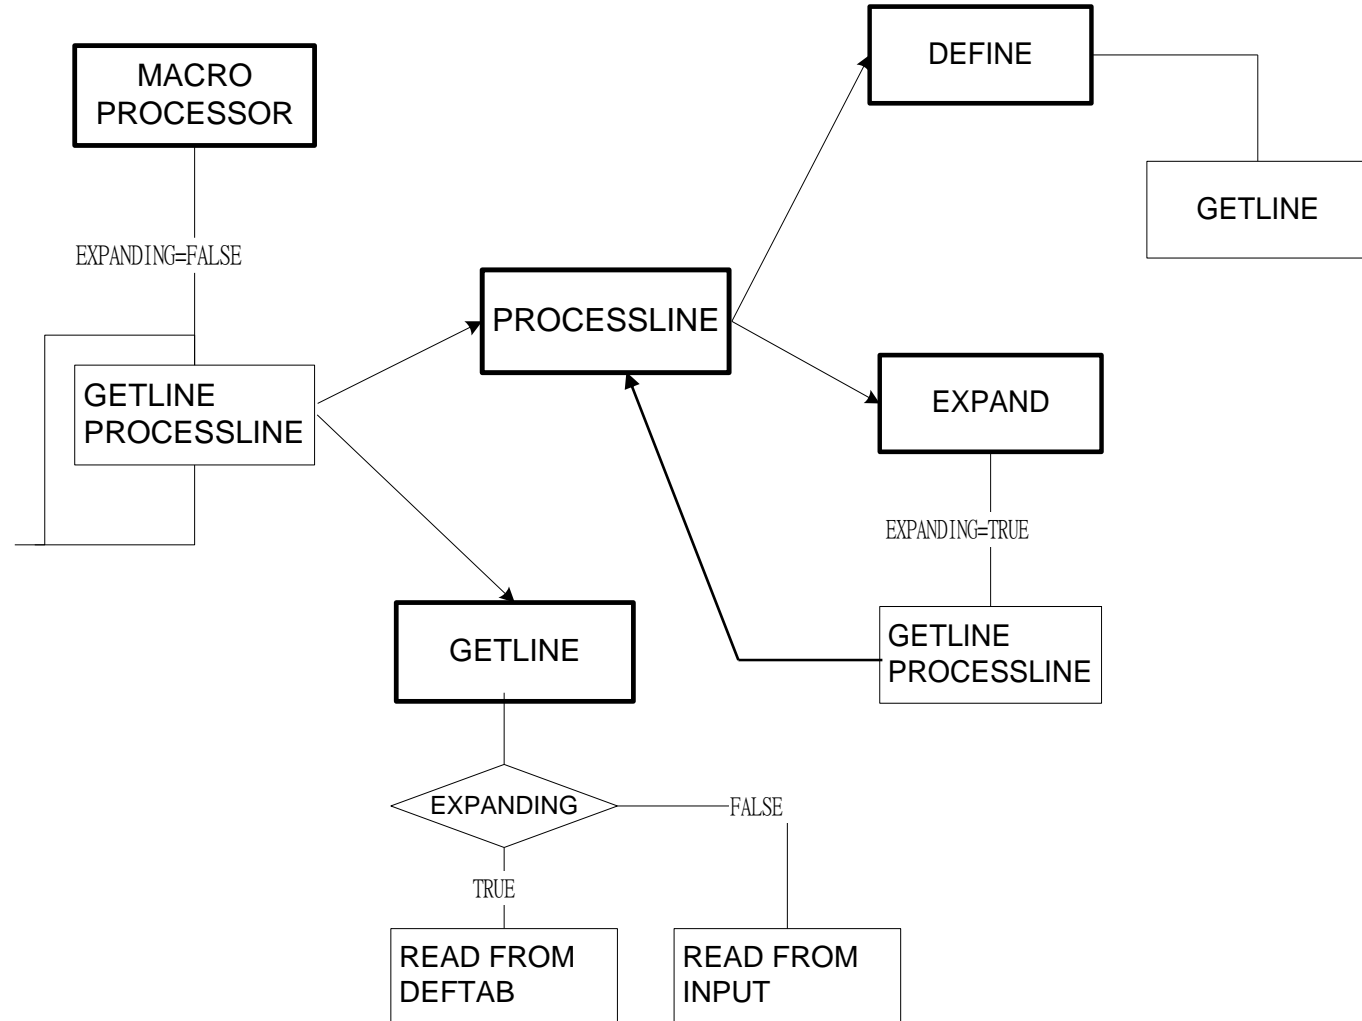 MACRO
PROCESSOR
DEFINE
GETLINE
EXPANDING=FALSE
PROCESSLINE
GETLINE
PROCESSLINE
EXPAND
EXPANDING=TRUE
GETLINE
GETLINE
PROCESSLINE
EXPANDING
FALSE
TRUE
READ FROM
DEFTAB
READ FROM
INPUT